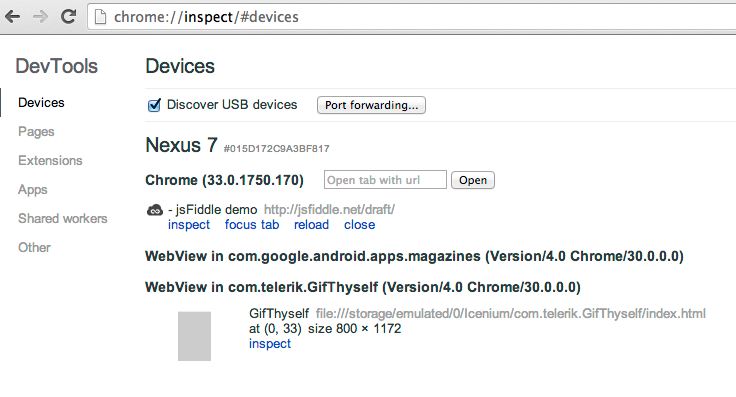 chrome://inspect/#devices
DevTools
Devices
Pages
Extensions
Apps
Shared workers
Other
Devices
Discover USB devices Port forwarding...
Nexus 7 #015D172C9A3BF817
Chrome (33.0.1750.170) Open tab with url Open
- jsFiddle demo http://jsfiddle.net/draft/
inspect focus tab reload close
WebView in com.google.android.apps.magazines (Version/4.0 Chrome/30.0.0.0)
WebView in com.telerik.GifThyself (Version/4.0 Chrome/30.0.0.0)
GifThyself file:///storage/emulated/0/Icenium/com.telerik.GifThyself/index.html
at (0, 33) size 800 × 1172
inspect